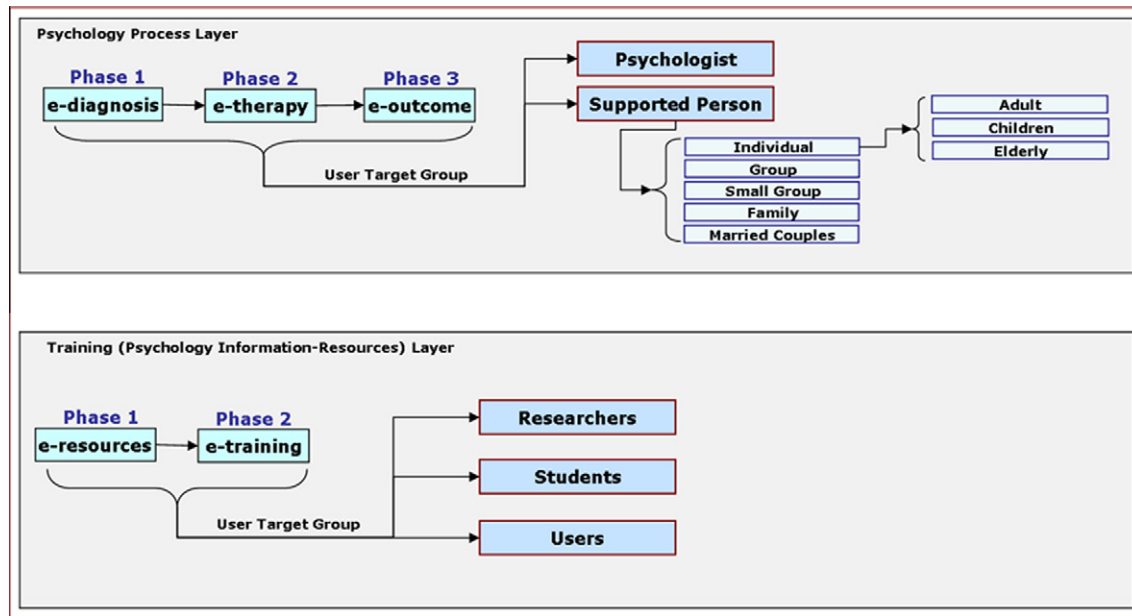 Psychology Process Layer
Phase 1
Phase 2
Phase 3
e-diagnosis
e-therapy
e-outcome
User Target Group
Psychologist
Supported Person
Individual
Group
Small Group
Family
Married Couples
Adult
Children
Elderly
Training (Psychology Information-Resources) Layer
Phase 1
Phase 2
e-resources
e-training
User Target Group
Researchers
Students
Users